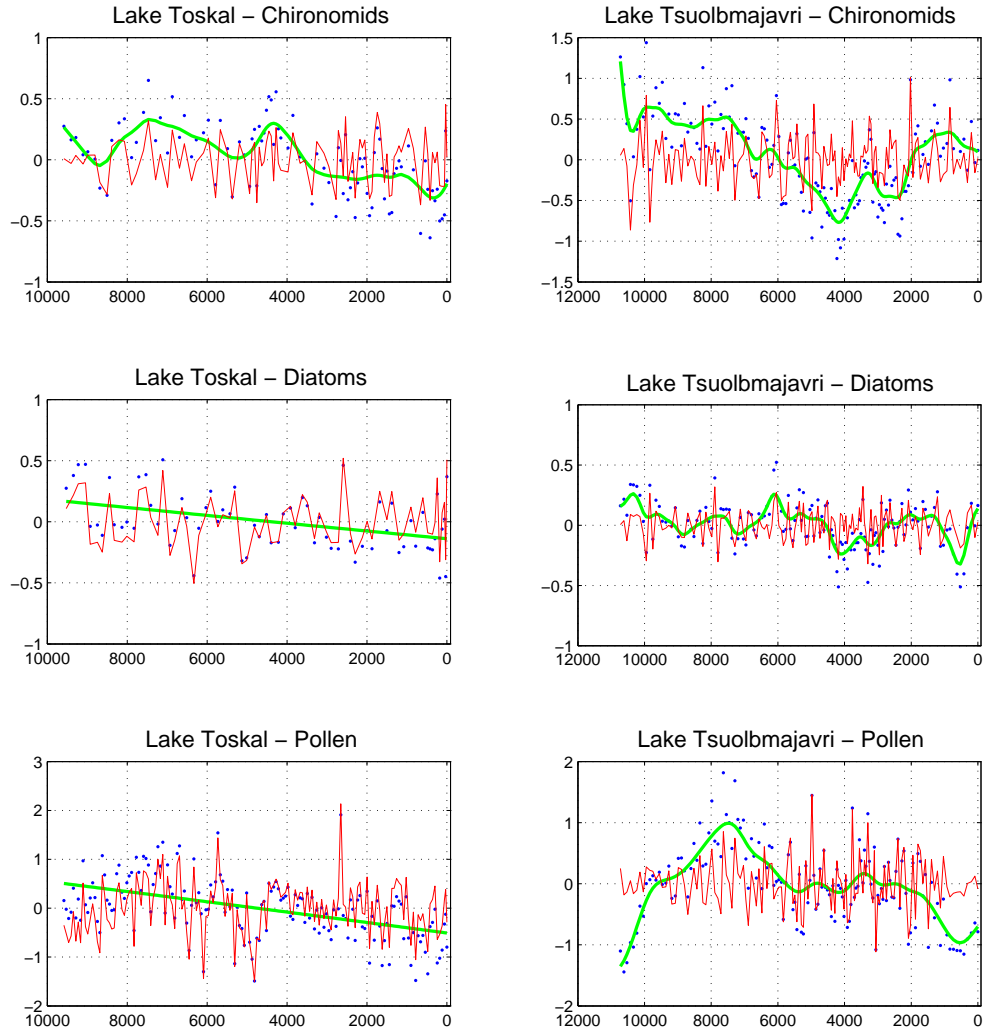 Lake Toskal – Chironomids
1
0.5
0
−0.5
−1
10000 8000 6000 4000 2000 0
Lake Tsuolbmajavri – Chironomids
1.5
1
0.5
0
−0.5
−1
−1.5
12000 10000 8000 6000 4000 2000 0
Lake Toskal – Diatoms
1
0.5
0
−0.5
−1
10000 8000 6000 4000 2000 0
Lake Tsuolbmajavri – Diatoms
1
0.5
0
−0.5
−1
12000 10000 8000 6000 4000 2000 0
Lake Toskal – Pollen
3
2
1
0
−1
−2
10000 8000 6000 4000 2000 0
Lake Tsuolbmajavri – Pollen
2
1
0
−1
−2
12000 10000 8000 6000 4000 2000 0